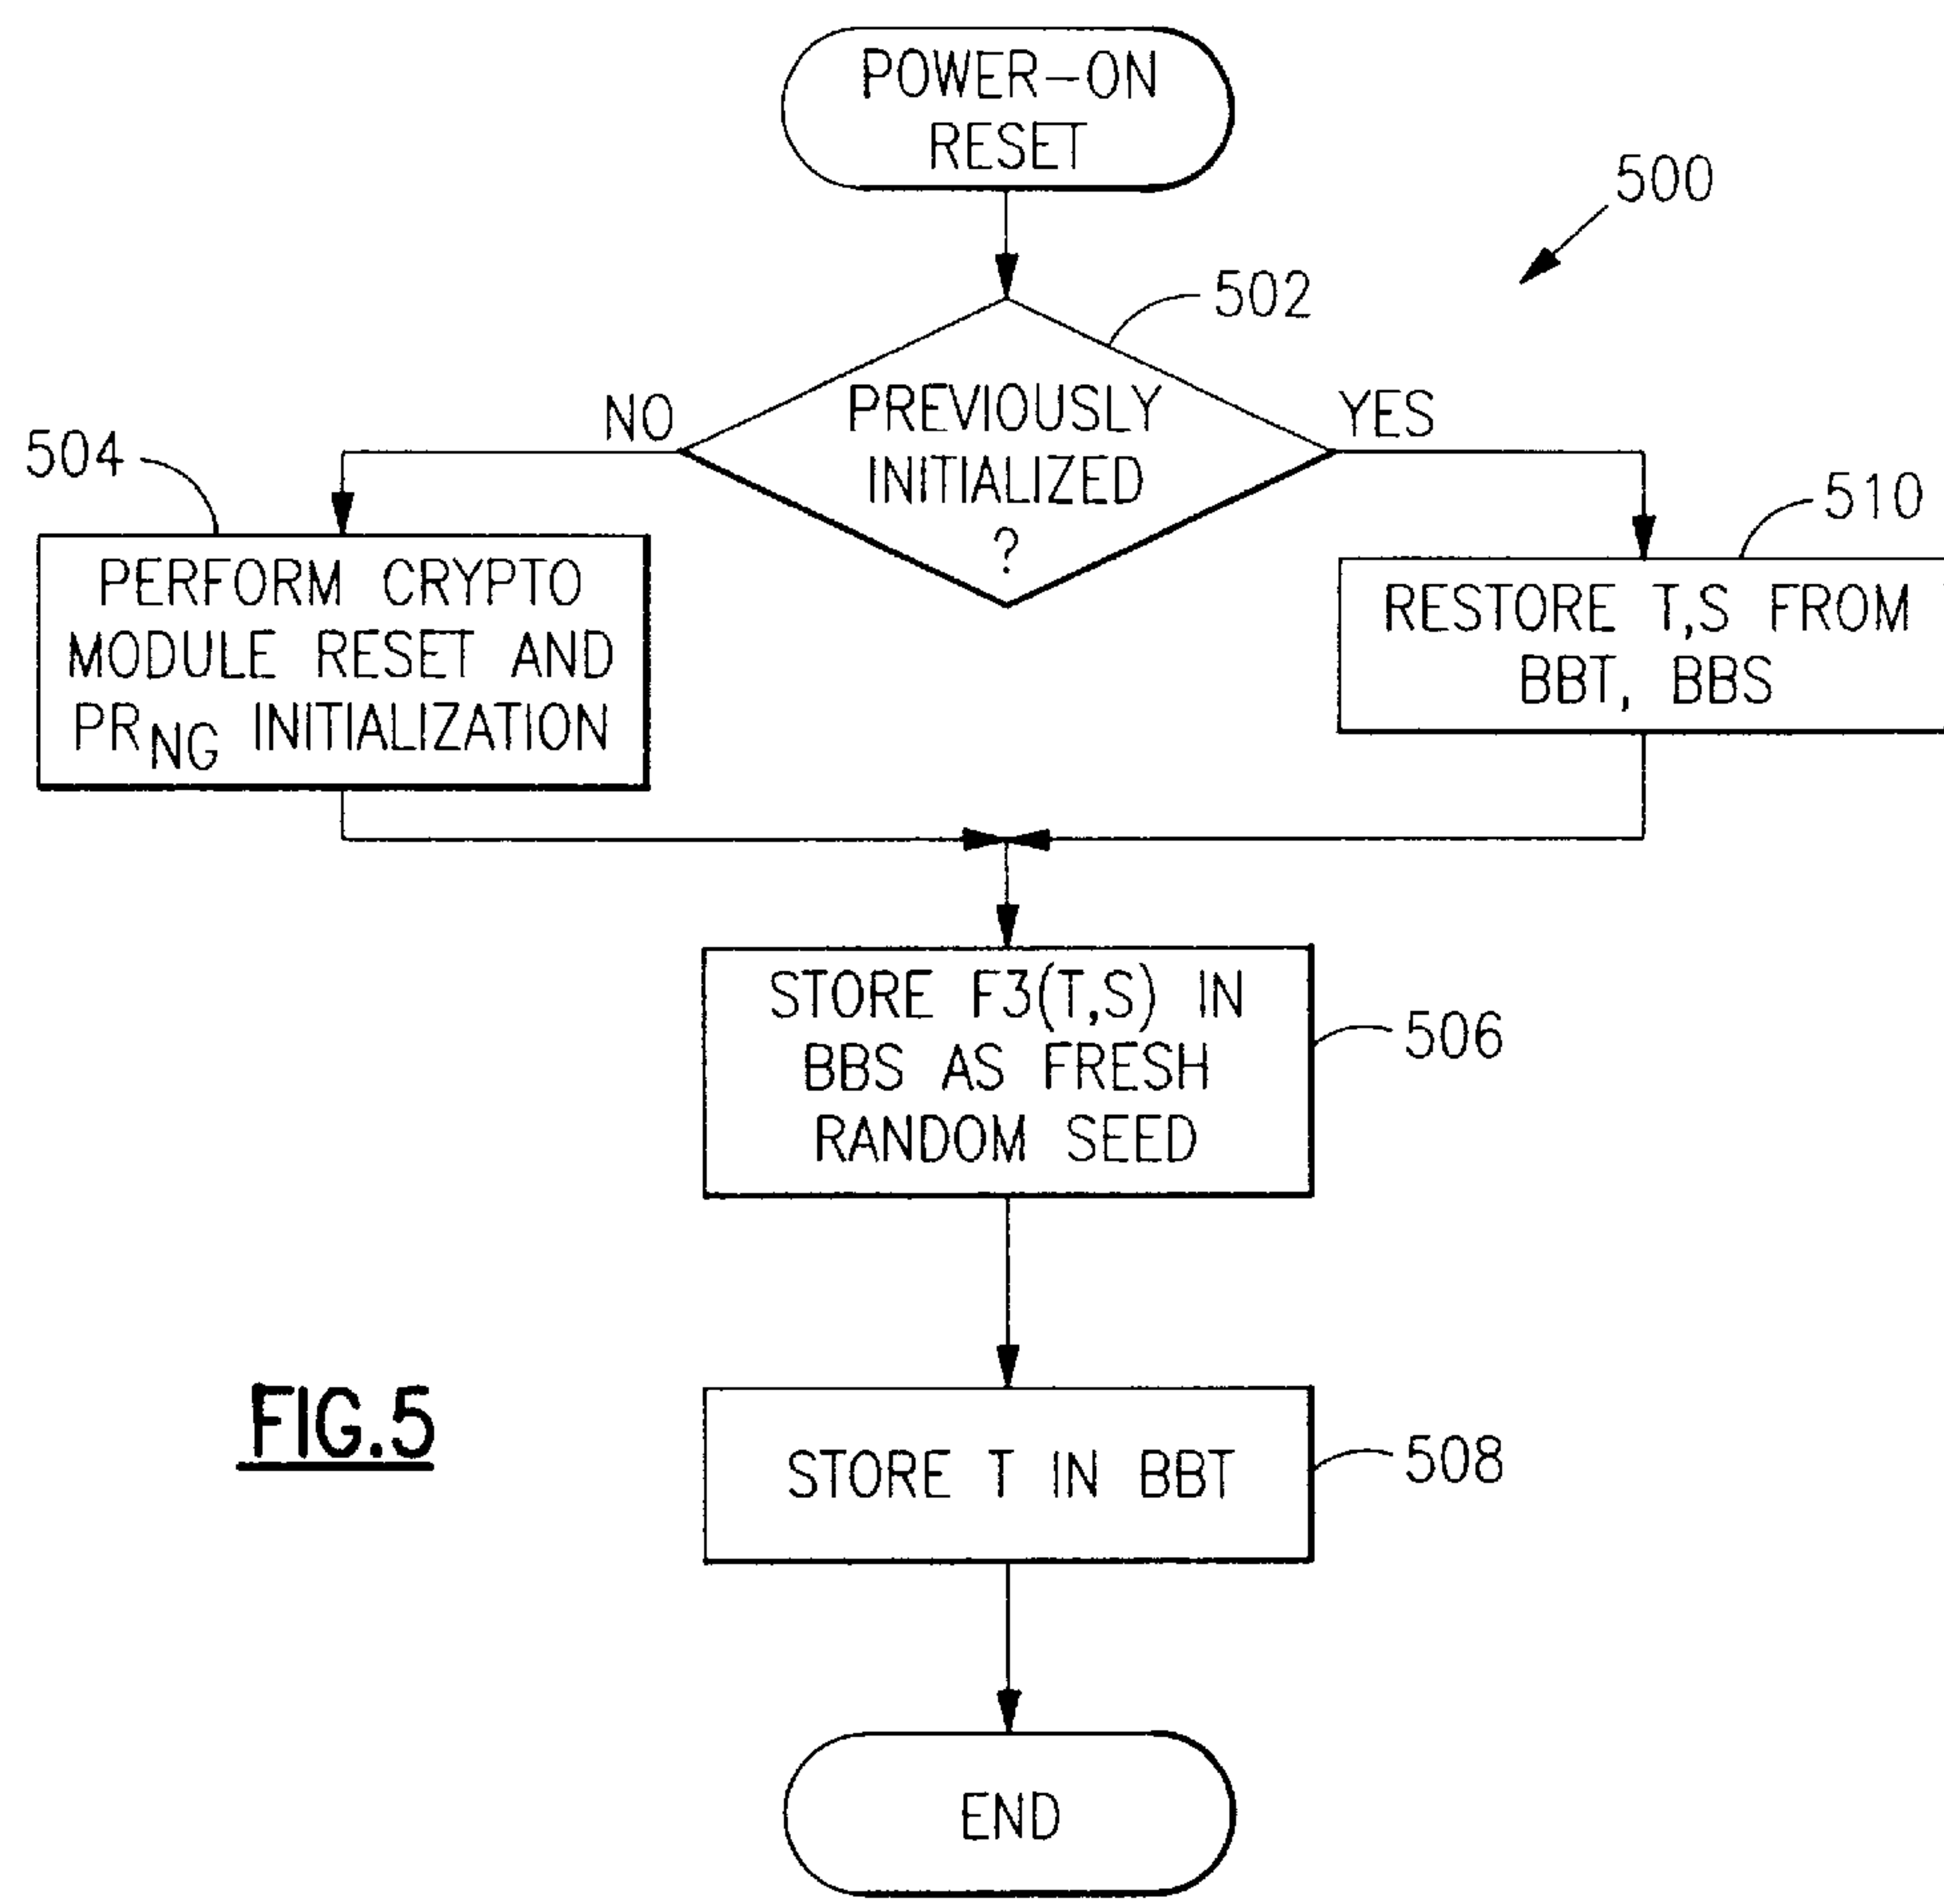 POWER-ON
RESET
500
502
PREVIOUSLY
INITIALIZED
?
NO
YES
504
PERFORM CRYPTO
MODULE RESET AND
PRNG INITIALIZATION
510
RESTORE T,S FROM
BBT, BBS
STORE F3(T,S) IN
BBS AS FRESH
RANDOM SEED
506
STORE T IN BBT
508
FIG.5
END